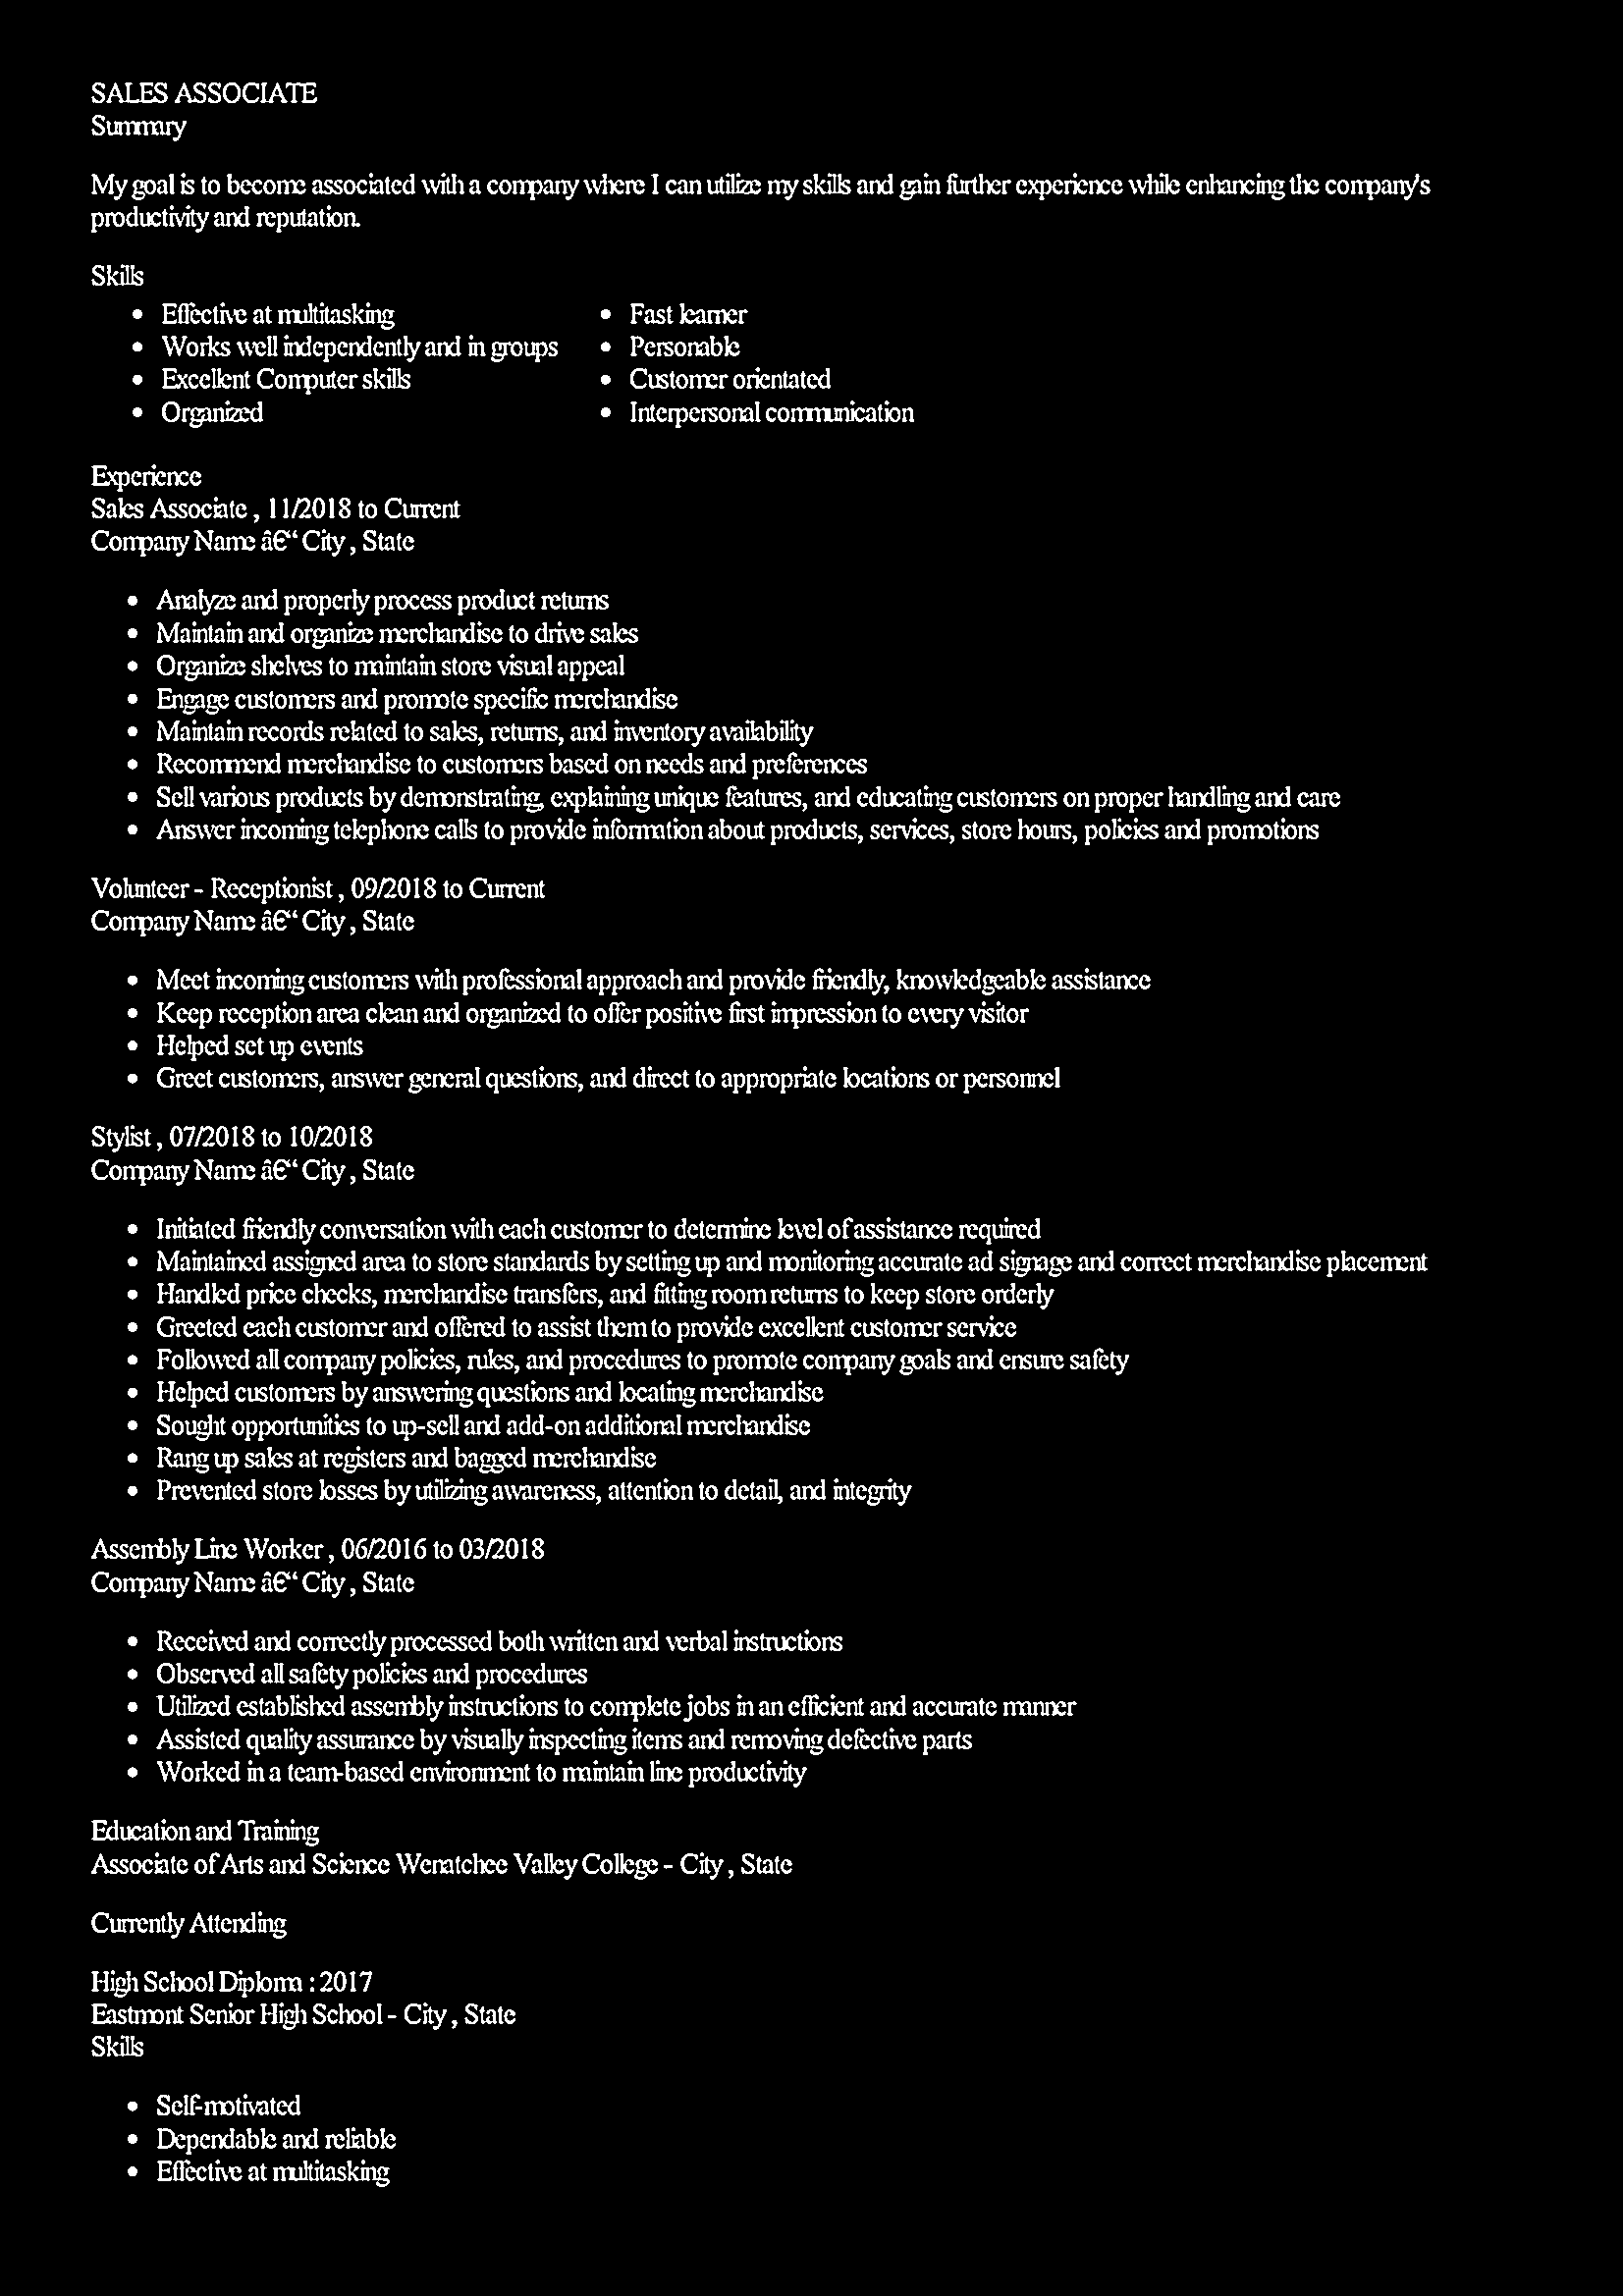 SALES ASSOCIATE
Summary
My goal is to become associated with a company where I can utilize my skills and gain further experience while enhancing the company's
productivity and reputation.
Skills
• Effective at multitasking
• Works well independently and in groups
• Excellent Computer skills
• Organized
• Fast learner
• Personable
• Customer orientated
• Interpersonal communication
Experience
Sales Associate , 11/2018 to Current
Company Name â€“ City , State
• Analyze and properly process product returns
• Maintain and organize merchandise to drive sales
• Organize shelves to maintain store visual appeal
• Engage customers and promote specific merchandise
• Maintain records related to sales, returns, and inventory availability
• Recommend merchandise to customers based on needs and preferences
• Sell various products by demonstrating, explaining unique features, and educating customers on proper handling and care
• Answer incoming telephone calls to provide information about products, services, store hours, policies and promotions
Volunteer - Receptionist , 09/2018 to Current
Company Name â€“ City , State
• Meet incoming customers with professional approach and provide friendly, knowledgeable assistance
• Keep reception area clean and organized to offer positive first impression to every visitor
• Helped set up events
• Greet customers, answer general questions, and direct to appropriate locations or personnel
Stylist , 07/2018 to 10/2018
Company Name â€“ City , State
• Initiated friendly conversation with each customer to determine level of assistance required
• Maintained assigned area to store standards by setting up and monitoring accurate ad signage and correct merchandise placement
• Handled price checks, merchandise transfers, and fitting room returns to keep store orderly
• Greeted each customer and offered to assist them to provide excellent customer service
• Followed all company policies, rules, and procedures to promote company goals and ensure safety
• Helped customers by answering questions and locating merchandise
• Sought opportunities to up-sell and add-on additional merchandise
• Rang up sales at registers and bagged merchandise
• Prevented store losses by utilizing awareness, attention to detail, and integrity
Assembly Line Worker , 06/2016 to 03/2018
Company Name â€“ City , State
• Received and correctly processed both written and verbal instructions
• Observed all safety policies and procedures
• Utilized established assembly instructions to complete jobs in an efficient and accurate manner
• Assisted quality assurance by visually inspecting items and removing defective parts
• Worked in a team-based environment to maintain line productivity
Education and Training
Associate of Arts and Science Wenatchee Valley College - City , State
Currently Attending
High School Diploma : 2017
Eastmont Senior High School - City , State
Skills
• Self-motivated
• Dependable and reliable
• Effective at multitasking